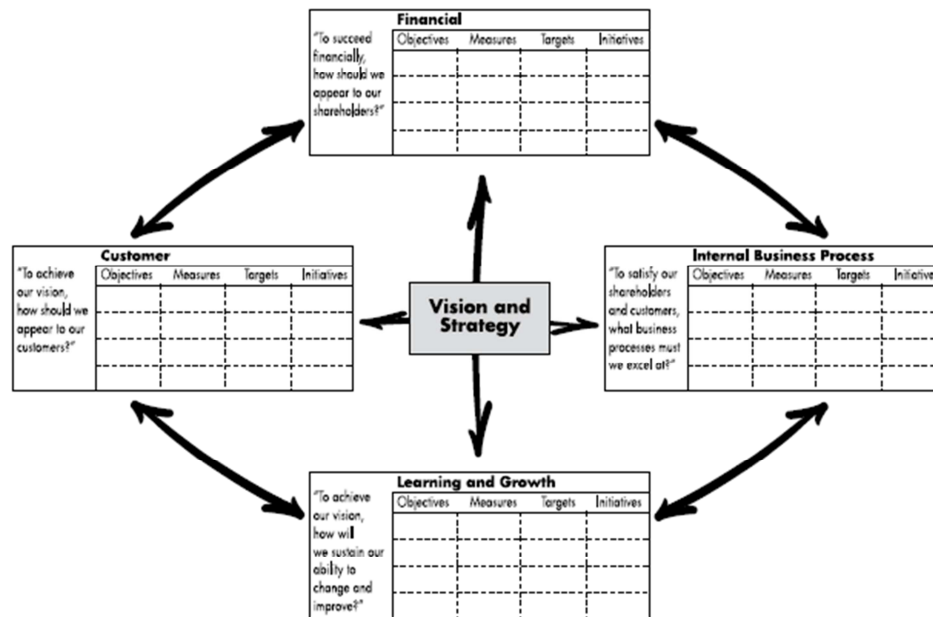 Financial
"To succeed
financially,
how should we
appear to our
shareholders?"
Objectives Measures Targets Initiatives
Customer
"To achieve
our vision,
how should we
appear to our
customers?"
Objectives Measures Targets Initiatives
Vision and
Strategy
Internal Business Process
"To satisfy our
shareholders
and customers,
what business
processes must
we excel at?"
Objectives Measures Targets Initiative
Learning and Growth
"To achieve
our vision,
how will
we sustain our
ability to
change and
improve?"
Objectives Measures Targets Initiatives